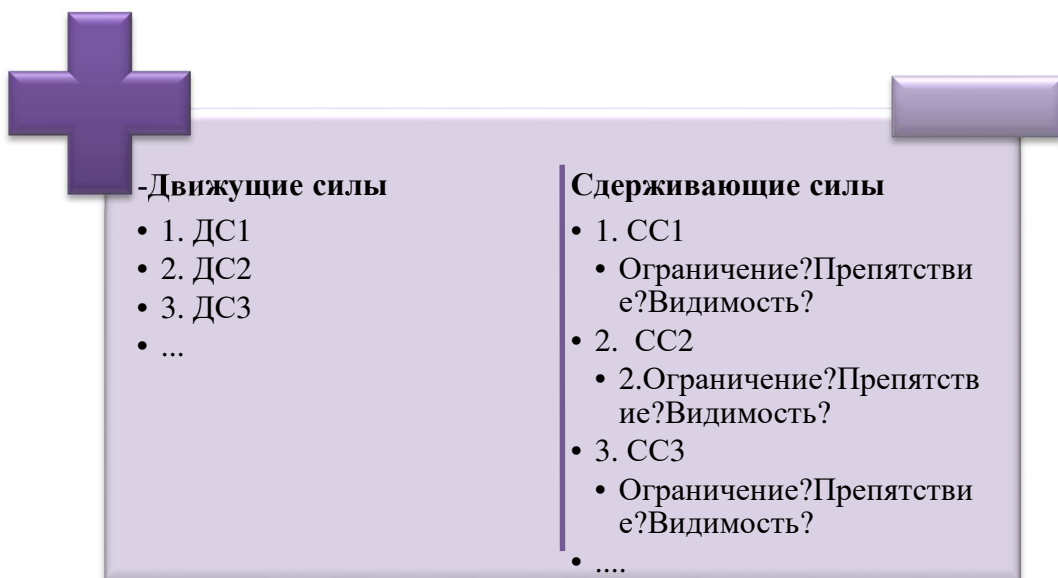 -Движущие силы
• 1. ДС1
• 2. ДС2
• 3. ДС3
• ...
Сдерживающие силы
• 1. СС1
• Ограничение?Препятстви
е?Видимость?
• 2.  СС2
• 2.Ограничение?Препятств
ие?Видимость?
• 3. СС3
• Ограничение?Препятстви
е?Видимость?
• ....